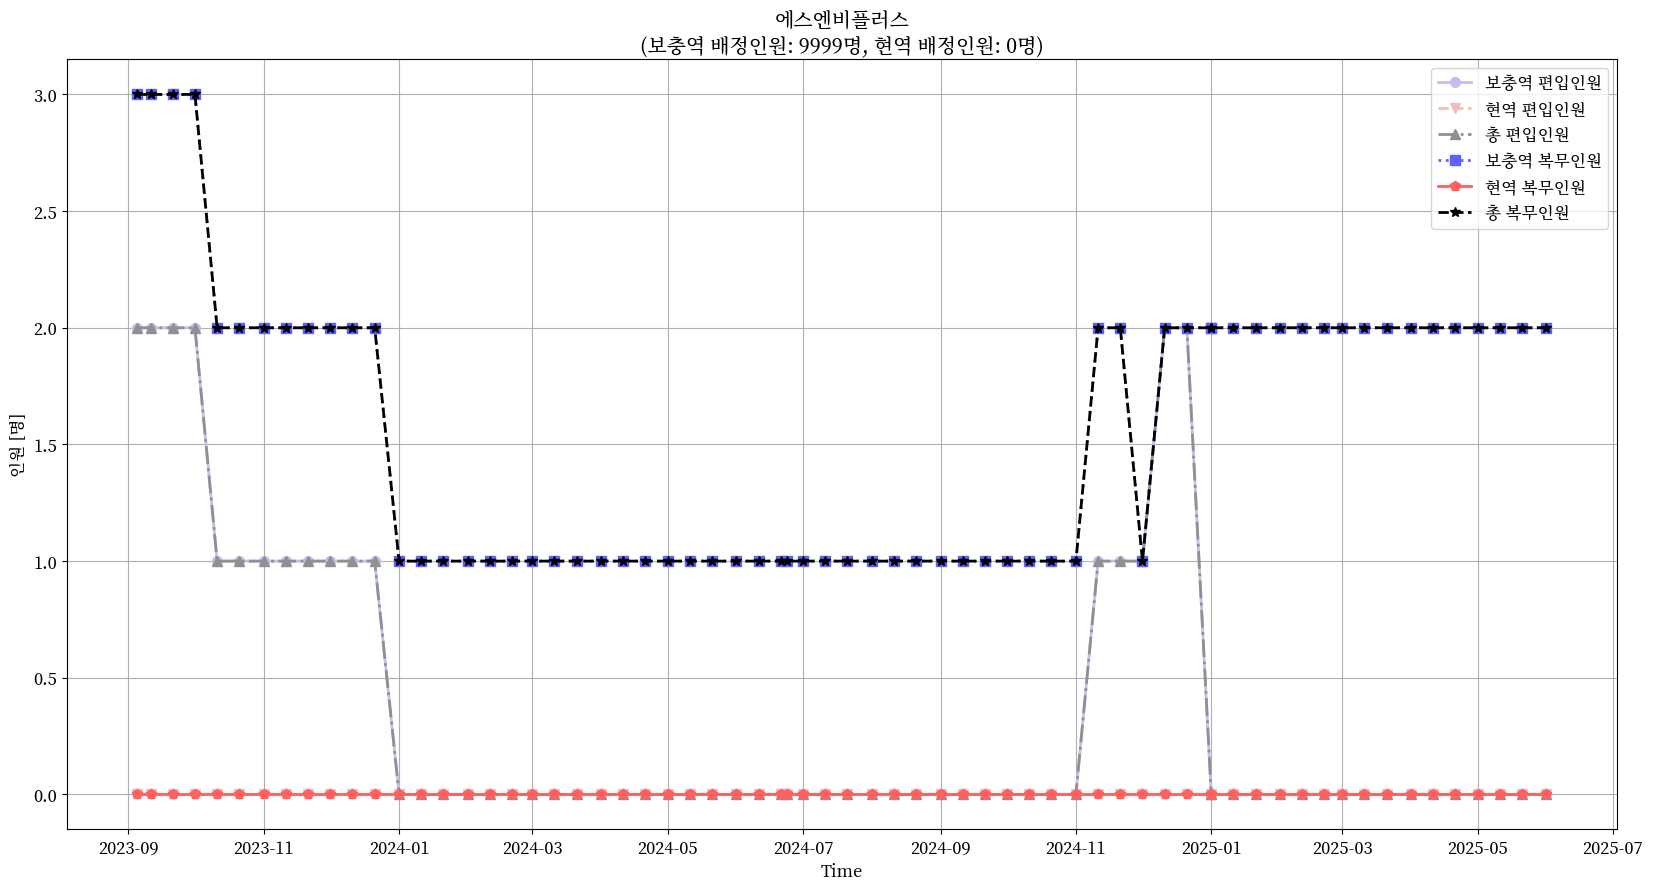 에스엔비플러스
(보충역 배정인원: 9999명, 현역 배정인원: 0명)
보충역 편입인원
현역 편입인원
총 편입인원
보충역 복무인원
현역 복무인원
총 복무인원
인원 [명]
3.0
2.5
2.0
1.5
1.0
0.5
0.0
2023-09
2023-11
2024-01
2024-03
2024-05
2024-07
2024-09
2024-11
2025-01
2025-03
2025-05
2025-07
Time